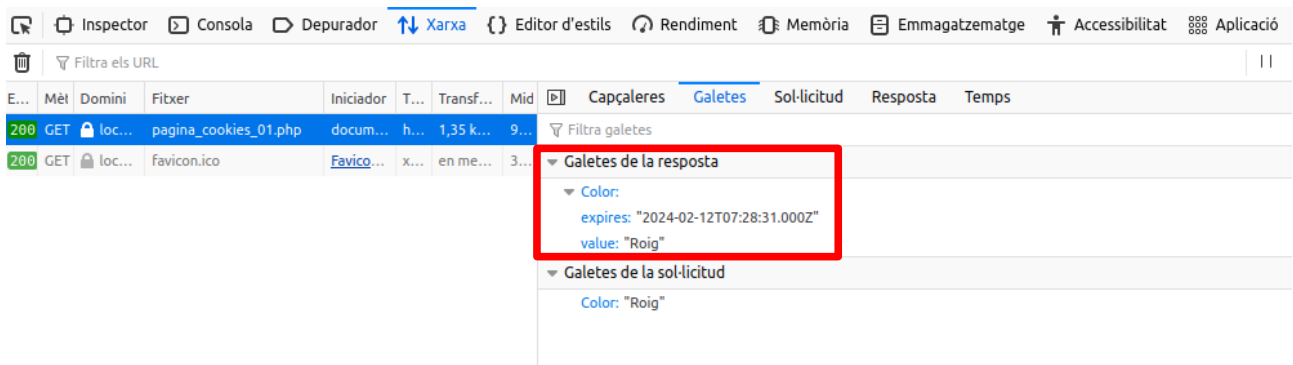 Inspector Consola Depurador Xarxa Editor d'estils Rendiment Memòria Emmagatzematge Accessibilitat Aplicació
Filtra els URL
E... Mèt Domini Fitxer Iniciador T... Transf... Mid Capçaleres Galetes Sol·licitud Resposta Temps
200 GET loc... pagina_cookies_01.php docum... h... 1,35 k... 9... Filtra galetes
200 GET loc... favicon.ico Favico... x... en me... 3... Galetes de la resposta
Color:
expires: "2024-02-12T07:28:31.000Z"
value: "Roig"
Galetes de la sol·licitud
Color: "Roig"